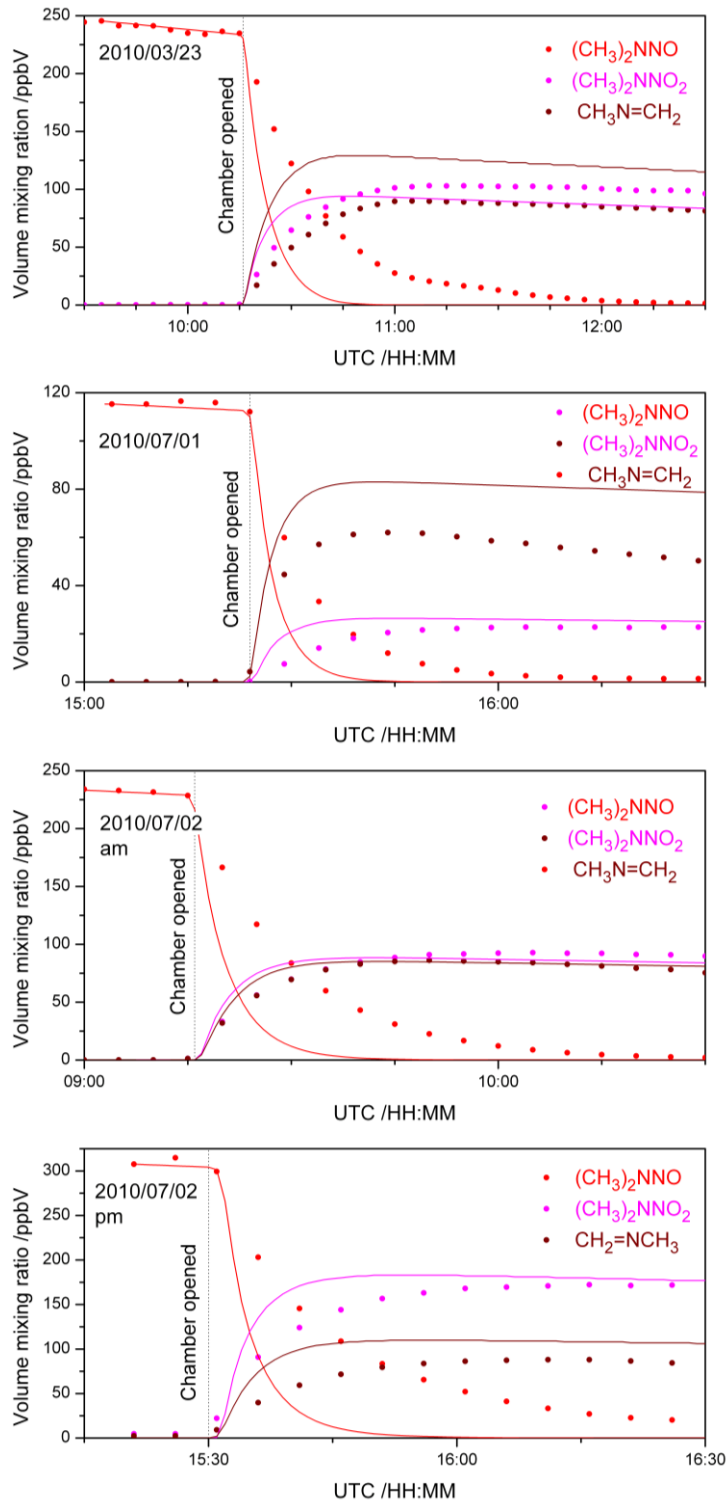 250
200
150
100
50
0
Volume mixing ration /ppbV
2010/03/23
Chamber opened
(CH₃)₂NNO
(CH₃)₂NNO₂
CH₃N=CH₂
10:00 11:00 12:00
UTC /HH:MM
120
80
40
0
Volume mixing ratio /ppbV
2010/07/01
Chamber opened
(CH₃)₂NNO
(CH₃)₂NNO₂
CH₃N=CH₂
15:00 16:00
UTC /HH:MM
250
200
150
100
50
0
Volume mixing ratio /ppbV
2010/07/02
am
Chamber opened
(CH₃)₂NNO
(CH₃)₂NNO₂
CH₃N=CH₂
09:00 10:00
UTC /HH:MM
300
250
200
150
100
50
0
Volume mixing ratio /ppbV
2010/07/02
pm
Chamber opened
(CH₃)₂NNO
(CH₃)₂NNO₂
CH₂=NCH₃
15:30 16:00 16:30
UTC /HH:MM